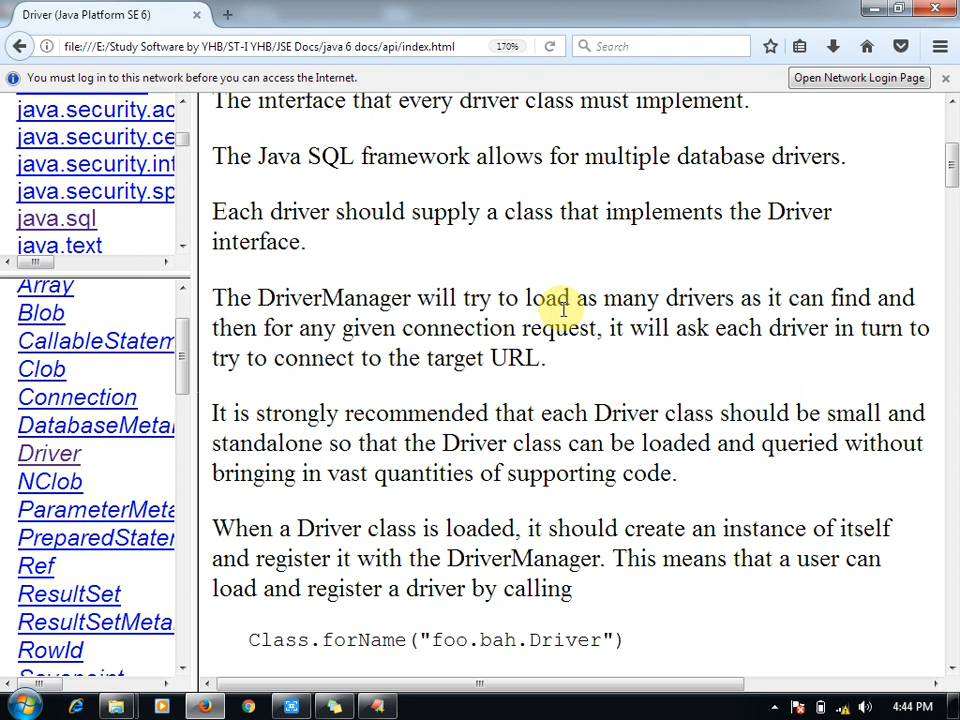 Driver (Java Platform SE 6)
file:///E:/Study Software by YHB/ST-I YHB/JSE Docs/java 6 docs/api/index.html
170%
Search
You must log in to this network before you can access the Internet.
Open Network Login Page
java.security.ac
java.security.ce
java.security.int
java.security.sp
java.sql
java.text
Array
Blob
CallableStatem
Clob
Connection
DatabaseMetal
Driver
NClob
ParameterMeta
PreparedStater
Ref
ResultSet
ResultSetMeta
RowId
Savepoint
The interface that every driver class must implement.
The Java SQL framework allows for multiple database drivers.
Each driver should supply a class that implements the Driver
interface.
The DriverManager will try to load as many drivers as it can find and
then for any given connection request, it will ask each driver in turn to
try to connect to the target URL.
It is strongly recommended that each Driver class should be small and
standalone so that the Driver class can be loaded and queried without
bringing in vast quantities of supporting code.
When a Driver class is loaded, it should create an instance of itself
and register it with the DriverManager. This means that a user can
load and register a driver by calling
Class.forName("foo.bah.Driver")
4:44 PM